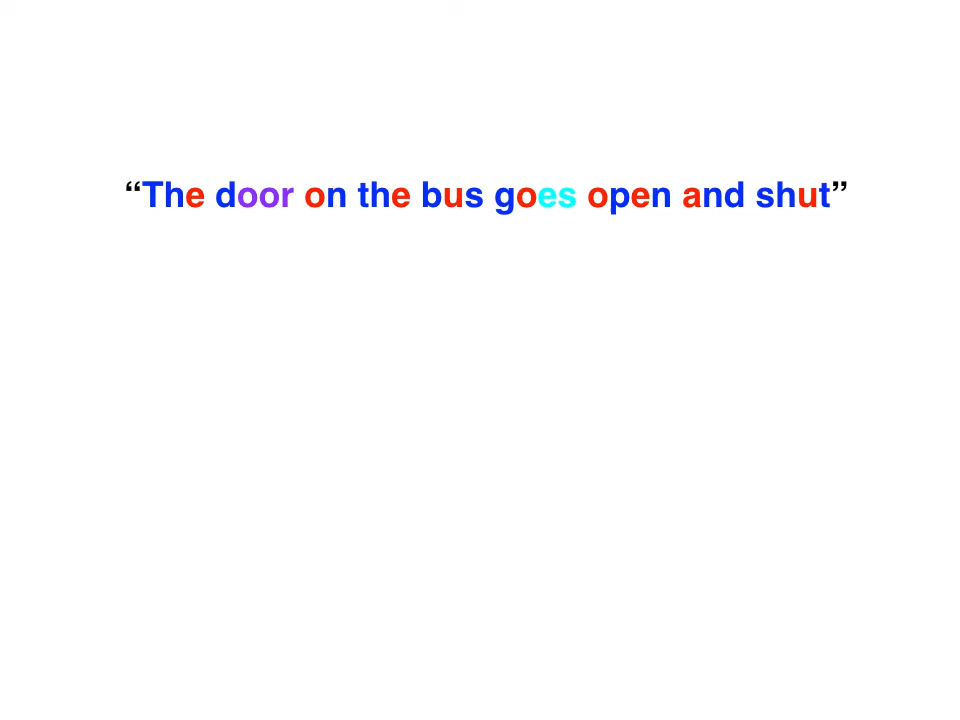 “The door on the bus goes open and shut”